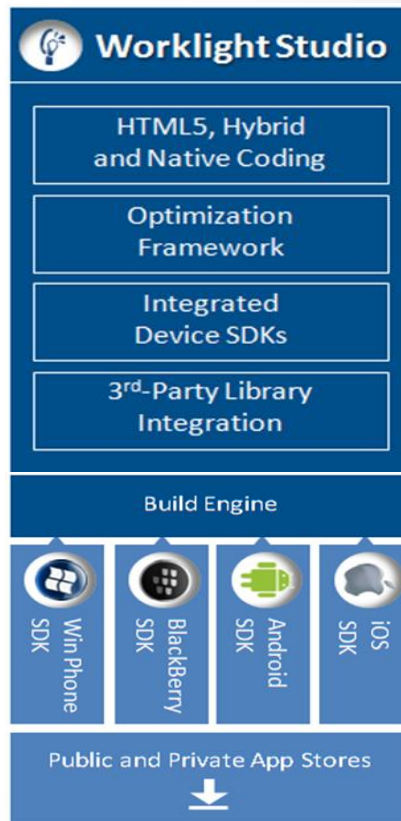 Worklight Studio
HTML5, Hybrid
and Native Coding
Optimization
Framework
Integrated
Device SDKs
3rd-Party Library
Integration
Build Engine
Win Phone
SDK
BlackBerry
SDK
Android
SDK
iOS
SDK
Public and Private App Stores